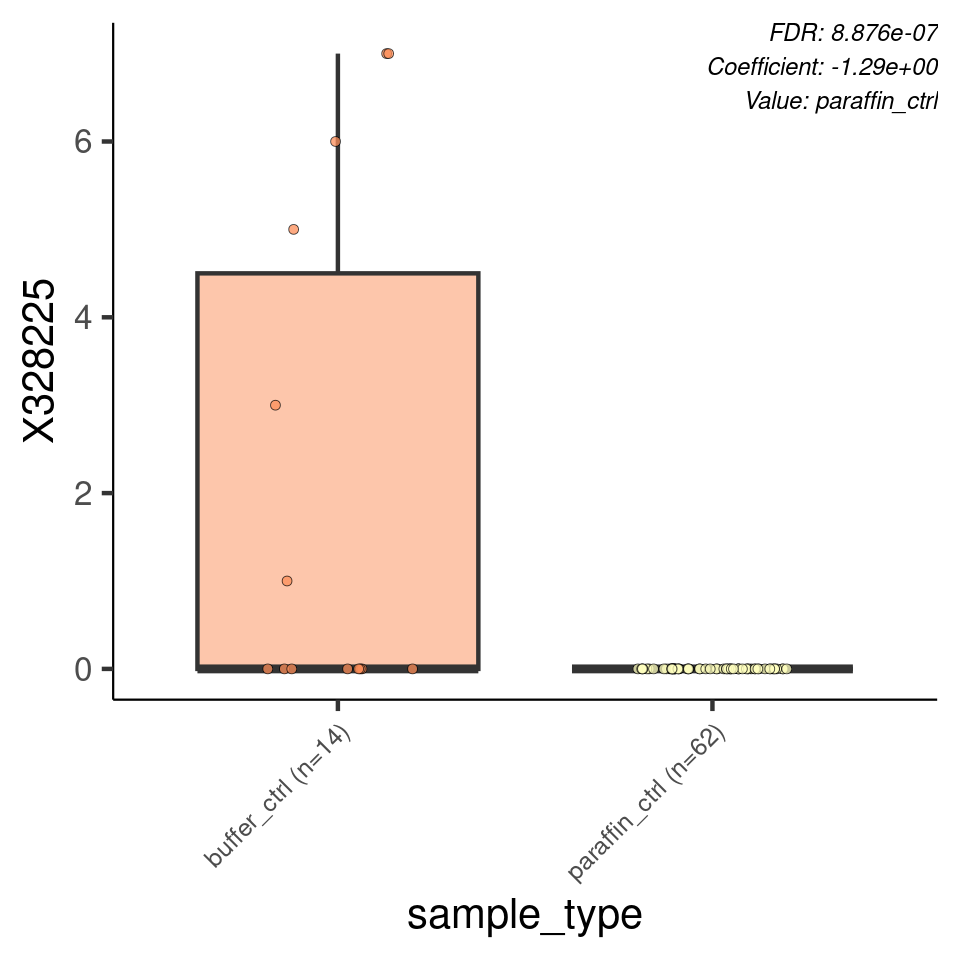 FDR: 8.876e-07
Coefficient: -1.29e+00
Value: paraffin_ctrl
6
4
2
0
X328225
buffer_ctrl (n=14)
paraffin_ctrl (n=62)
sample_type